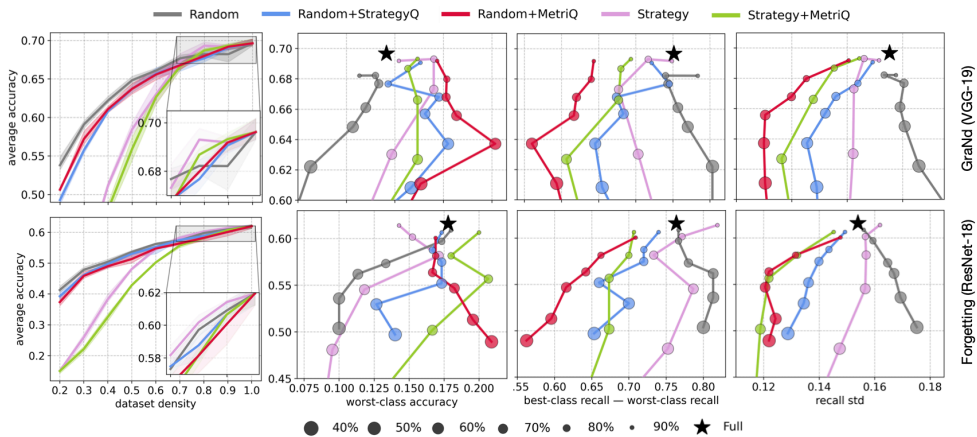 Random Random+StrategyQ Random+MetriQ Strategy Strategy+MetriQ
average accuracy
0.70
0.65
0.60
0.55
0.50
0.70
0.68
0.70
0.68
0.66
0.64
0.62
0.60
GraNd (VGG-19)
average accuracy
0.6
0.5
0.4
0.3
0.2
0.62
0.60
0.58
0.60
0.55
0.50
0.45
Forgetting (ResNet-18)
0.2 0.3 0.4 0.5 0.6 0.7 0.8 0.9 1.0
dataset density
0.075 0.100 0.125 0.150 0.175 0.200
worst-class accuracy
.55 0.60 0.65 0.70 0.75 0.80
best-class recall — worst-class recall
0.12 0.14 0.16 0.18
recall std
40% 50% 60% 70% 80% 90% Full